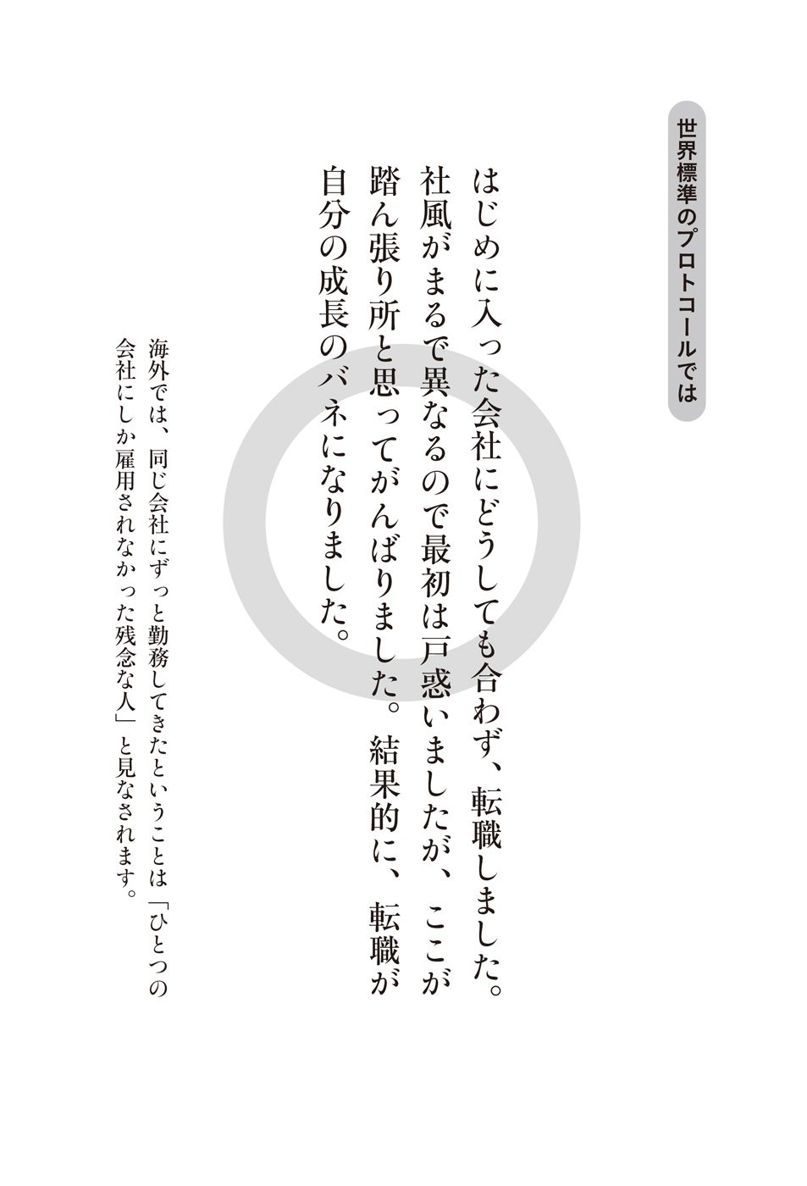 世界標準のプロトコールでは
はじめに入った会社にどうしても合わず、転職しました。
社風がまるで異なるので最初は戸惑いましたが、ここが
踏ん張り所と思ってがんばりました。結果的に、転職が
自分の成長のバネになりました。
海外では、同じ会社にずっと勤務してきたということは「ひとつの
会社にしか雇用されなかった残念な人」と見なされます。